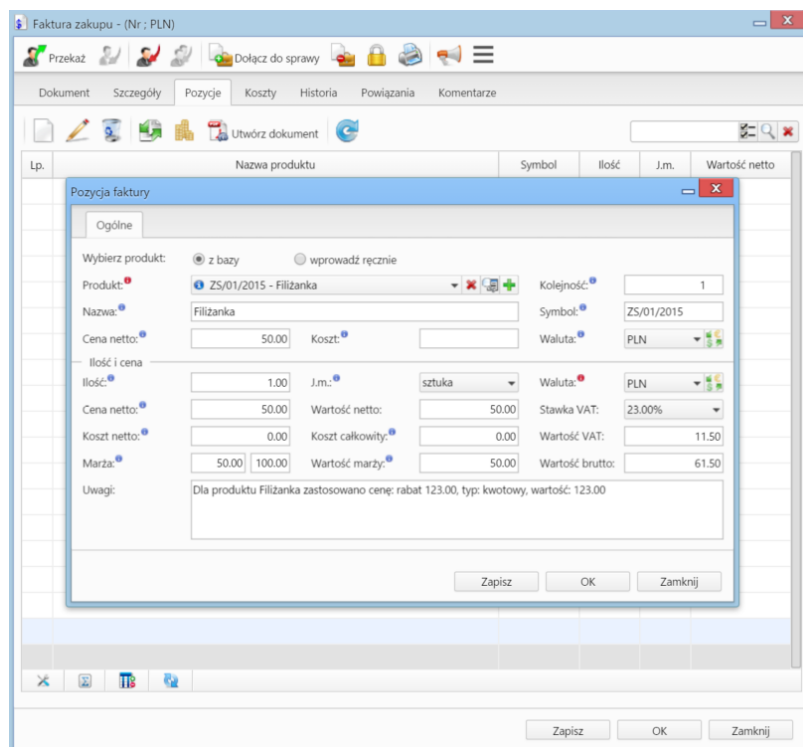 Faktura zakupu - (Nr ; PLN)
Przekaż Dołącz do sprawy
Dokument Szczegóły Pozycje Koszty Historia Powiązania Komentarze
Utwórz dokument
Lp. Nazwa produktu Symbol Ilość J.m. Wartość netto
Pozycja faktury
Ogólne
Wybierz produkt: z bazy wprowadź ręcznie
Produkt: ZS/01/2015 - Filiżanka Kolejność: 1
Nazwa: Filiżanka Symbol: ZS/01/2015
Cena netto: 50.00 Koszt: Waluta: PLN
Ilość i cena
Ilość: 1.00 J.m.: sztuka Waluta: PLN
Cena netto: 50.00 Wartość netto: 50.00 Stawka VAT: 23.00%
Koszt netto: 0.00 Koszt całkowity: 0.00 Wartość VAT: 11.50
Marża: 50.00 100.00 Wartość marży: 50.00 Wartość brutto: 61.50
Uwagi: Dla produktu Filiżanka zastosowano cenę: rabat 123.00, typ: kwotowy, wartość: 123.00
Zapisz OK Zamknij
Zapisz OK Zamknij